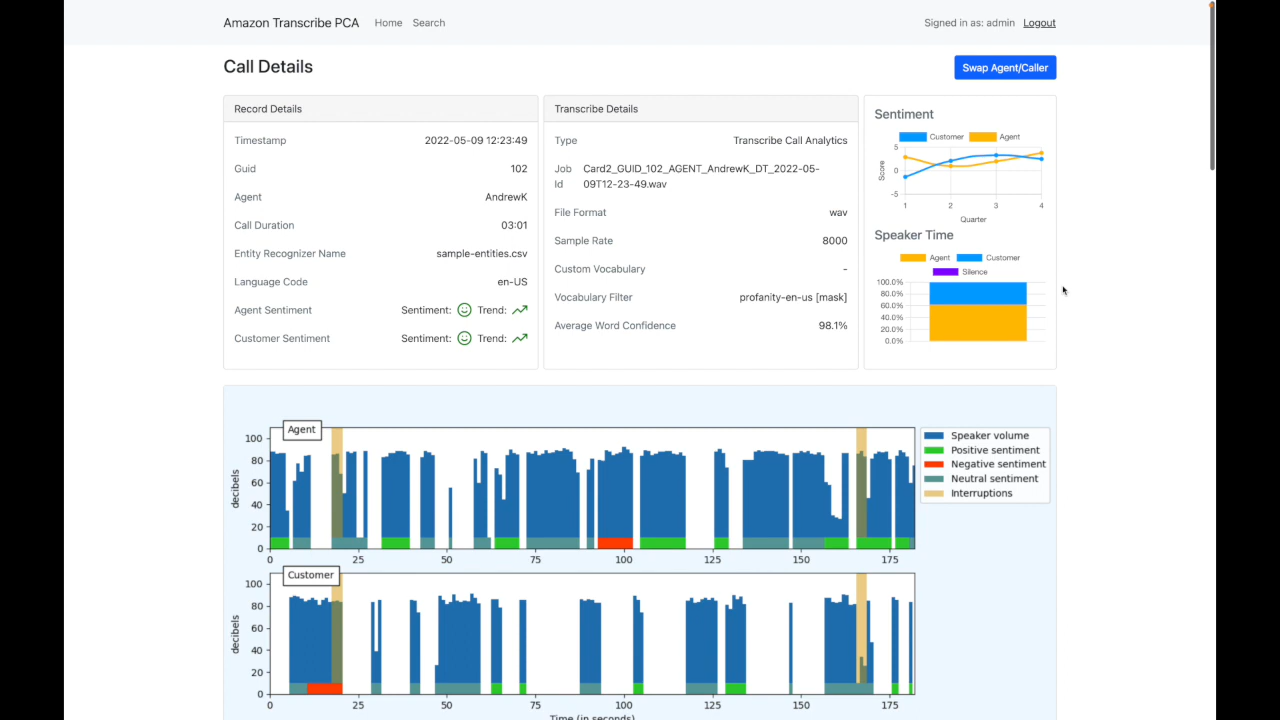 Amazon Transcribe PCA Home Search Signed in as: admin Logout
Call Details Swap Agent/Caller
Record Details
Timestamp 2022-05-09 12:23:49
Guid 102
Agent AndrewK
Call Duration 03:01
Entity Recognizer Name sample-entities.csv
Language Code en-US
Agent Sentiment Sentiment: Trend:
Customer Sentiment Sentiment: Trend:
Transcribe Details
Type Transcribe Call Analytics
Job Card2_GUID_102_AGENT_AndrewK_DT_2022-05-
Id 09T12-23-49.wav
File Format wav
Sample Rate 8000
Custom Vocabulary -
Vocabulary Filter profanity-en-us [mask]
Average Word Confidence 98.1%
Sentiment
Customer Agent
5
0
-5
Score
1 2 3 4
Quarter
Speaker Time
Agent Customer
Silence
100.0%
80.0%
60.0%
40.0%
20.0%
0.0%
Agent
100
80
60
40
20
0
decibels
0 25 50 75 100 125 150 175
Speaker volume
Positive sentiment
Negative sentiment
Neutral sentiment
Interruptions
Customer
100
80
60
40
20
0
decibels
0 25 50 75 100 125 150 175
Time (in seconds)